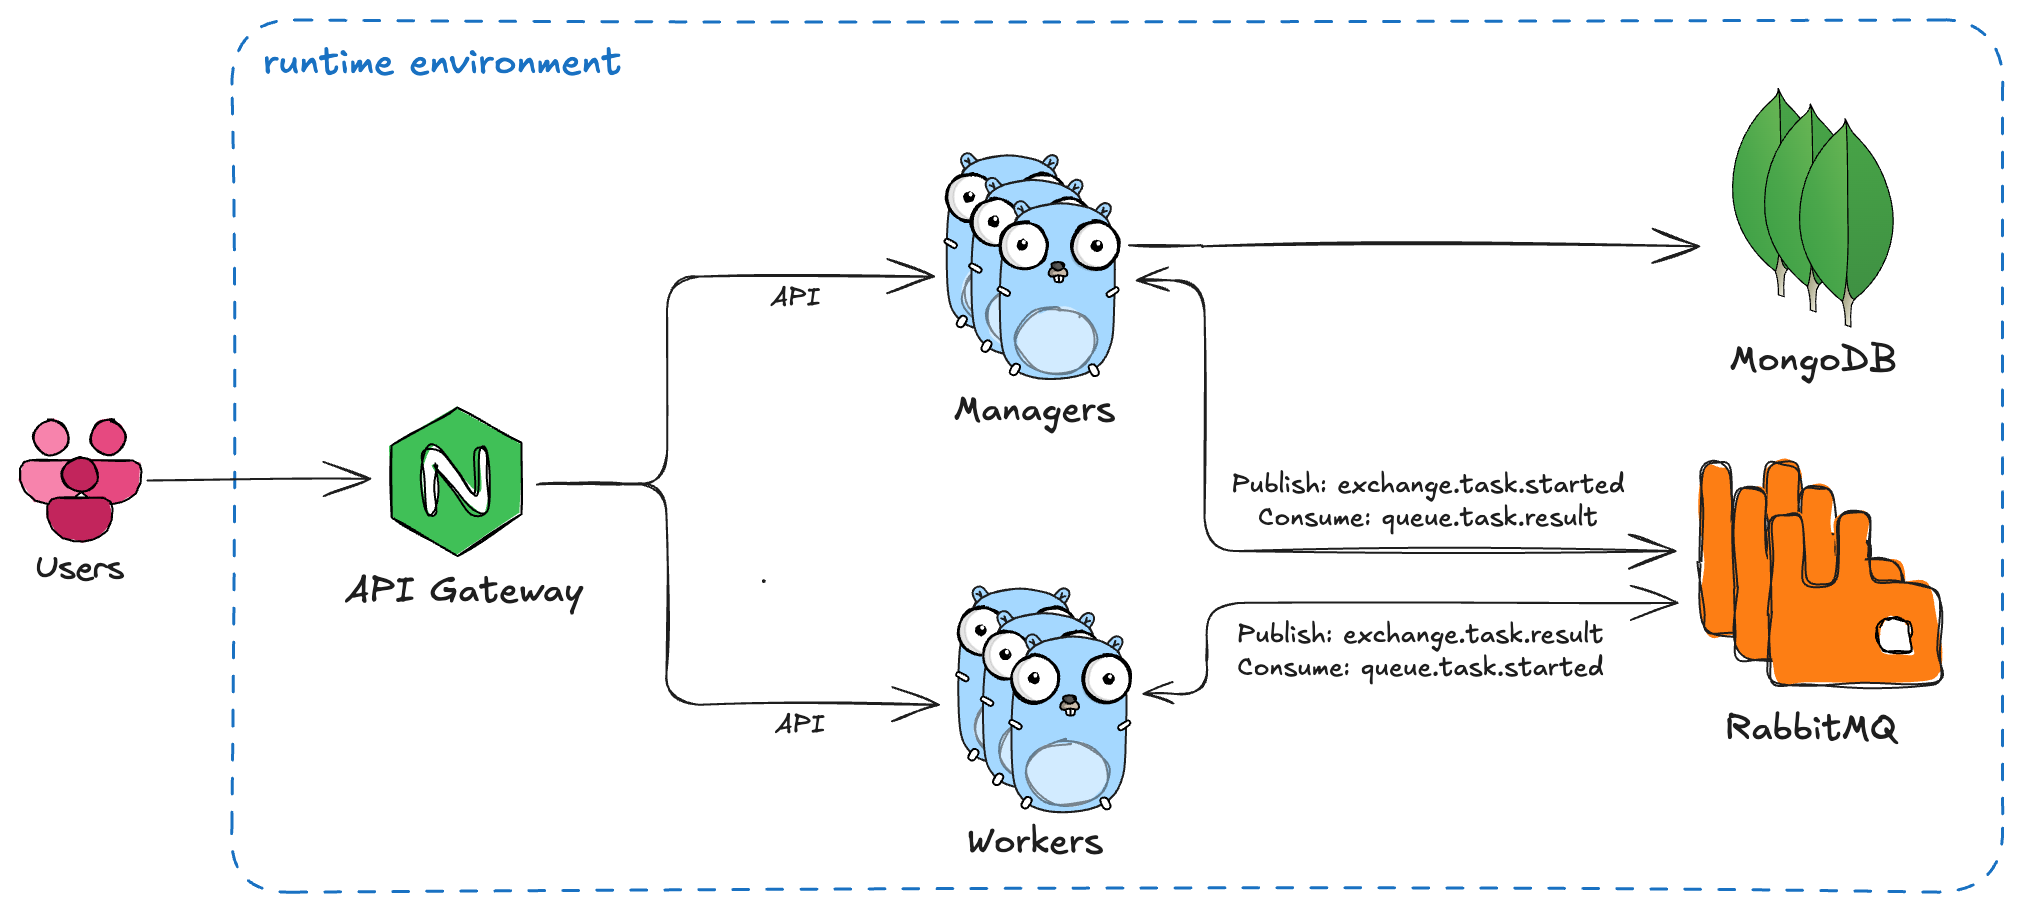 runtime environment
API
Managers
MongoDB
Users
N
API Gateway
Publish: exchange.task.started
Consume: queue.task.result
Publish: exchange.task.result
Consume: queue.task.started
API
RabbitMQ
Workers